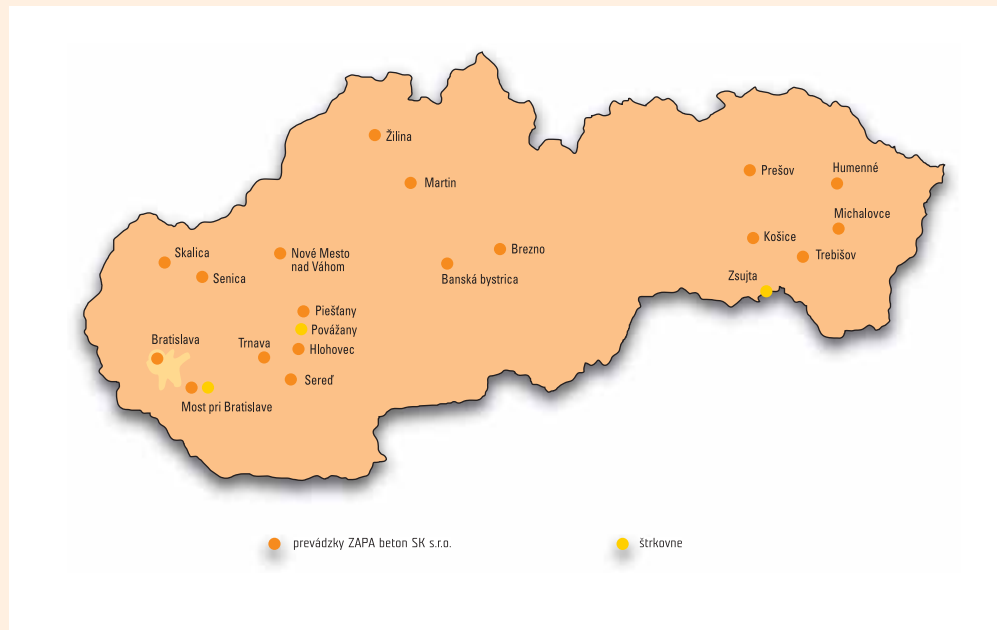 Žilina
Martin
Prešov
Humenné
Michalovce
Košice
Trebišov
Zsujta
Skalica
Senica
Nové Mesto
nad Váhom
Brezno
Banská bystrica
Piešťany
Povážany
Hlohovec
Bratislava
Trnava
Sereď
Most pri Bratislave
prevádzky ZAPA beton SK s.r.o.
štrkovne